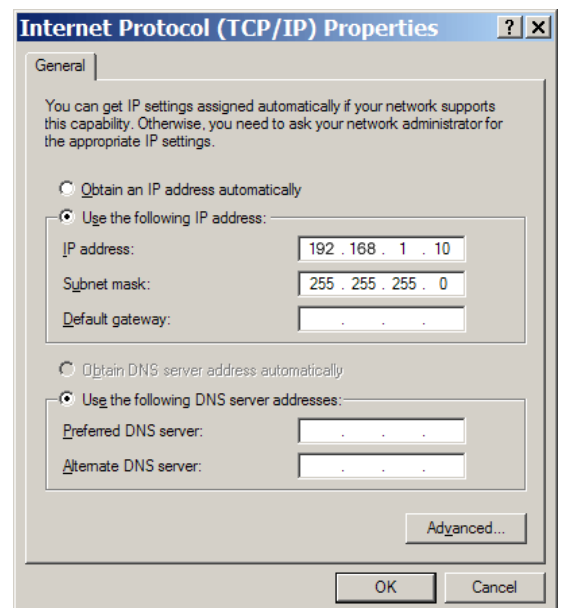 Internet Protocol (TCP/IP) Properties ? X
General
You can get IP settings assigned automatically if your network supports
this capability. Otherwise, you need to ask your network administrator for
the appropriate IP settings.
Obtain an IP address automatically
Use the following IP address:
IP address: 192 . 168 . 1 . 10
Subnet mask: 255 . 255 . 255 . 0
Default gateway: . . .
Obtain DNS server address automatically
Use the following DNS server addresses:
Preferred DNS server: . . .
Alternate DNS server: . . .
Advanced...
OK Cancel